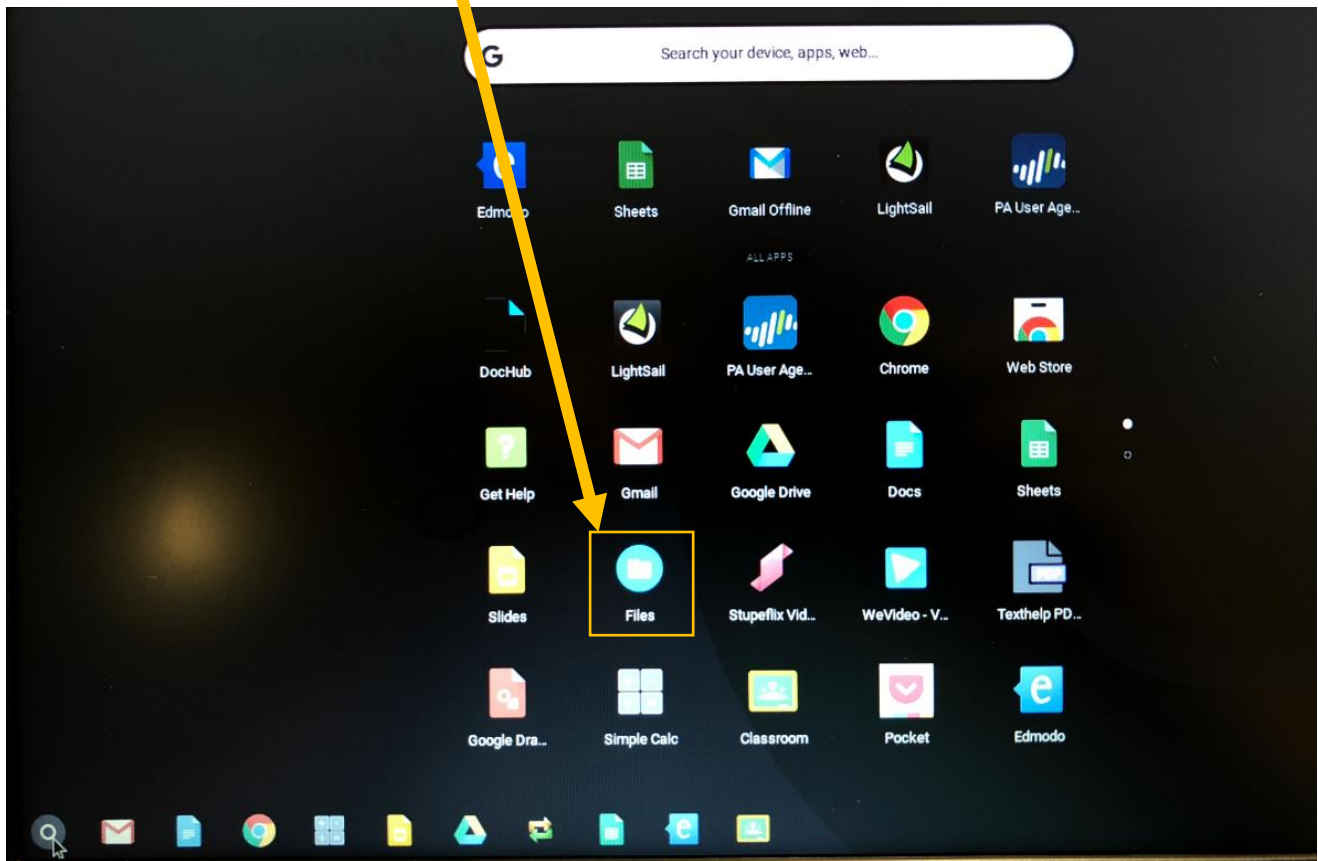 G Search your device, apps, web...
Edmodo Sheets Gmail Offline LightSail PA User Age...
ALL APPS
DocHub LightSail PA User Age... Chrome Web Store
Get Help Gmail Google Drive Docs Sheets
Slides Files Stupeflix Vid... WeVideo - V... Texthelp PD...
Google Dra... Simple Calc Classroom Pocket Edmodo